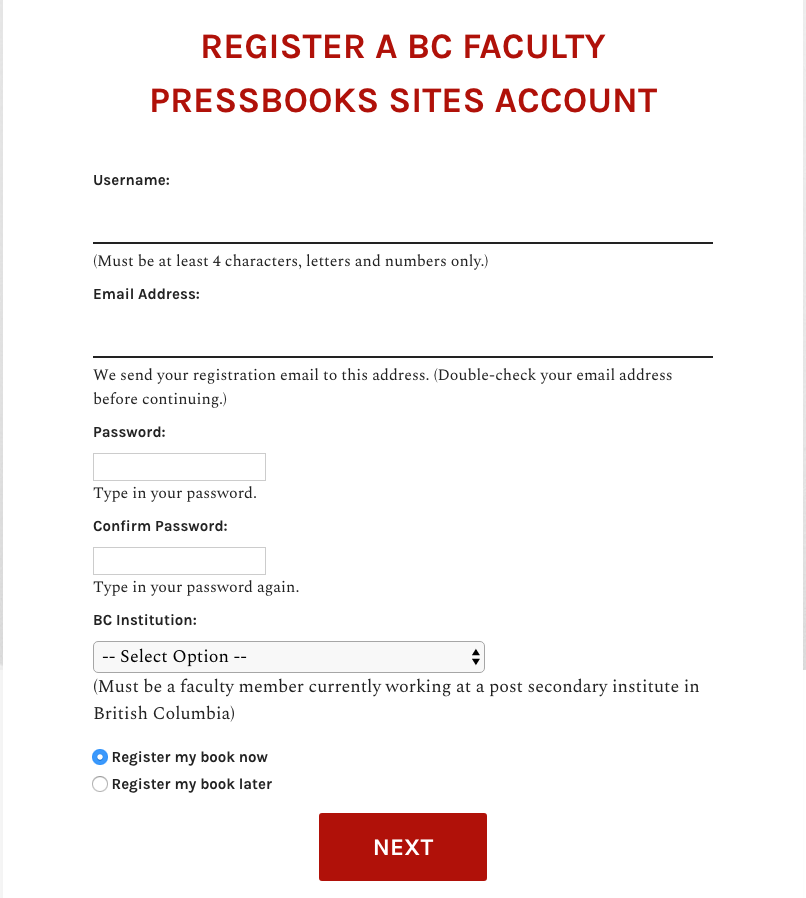 REGISTER A BC FACULTY
PRESSBOOKS SITES ACCOUNT
Username:
(Must be at least 4 characters, letters and numbers only.)
Email Address:
We send your registration email to this address. (Double-check your email address
before continuing.)
Password:
Type in your password.
Confirm Password:
Type in your password again.
BC Institution:
-- Select Option --
(Must be a faculty member currently working at a post secondary institute in
British Columbia)
Register my book now
Register my book later
NEXT